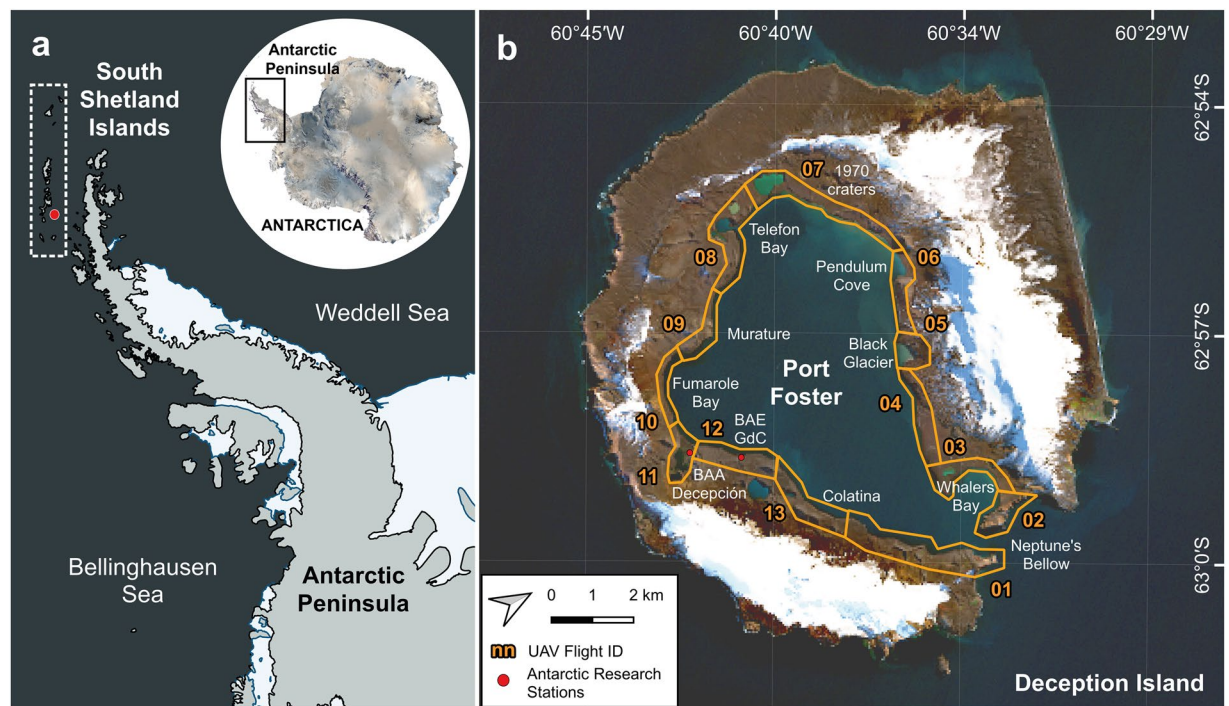 a
South
Shetland
Islands
Antarctic
Peninsula
ANTARCTICA
Weddell Sea
Bellinghausen
Sea
Antarctic
Peninsula
b
60°45'W
60°40'W
60°34'W
60°29'W
62°54'S
62°57'S
63°0'S
07
1970
craters
Telefon
Bay
08
06
Pendulum
Cove
09
05
Murature
Black
Glacier
Port
Foster
Fumarole
Bay
04
10
12
BAE
GdC
03
11
BAA
Decepción
Whalers
Bay
13
Colatina
02
Neptune's
Bellow
01
0 1 2 km
nn UAV Flight ID
Antarctic Research
Stations
Deception Island